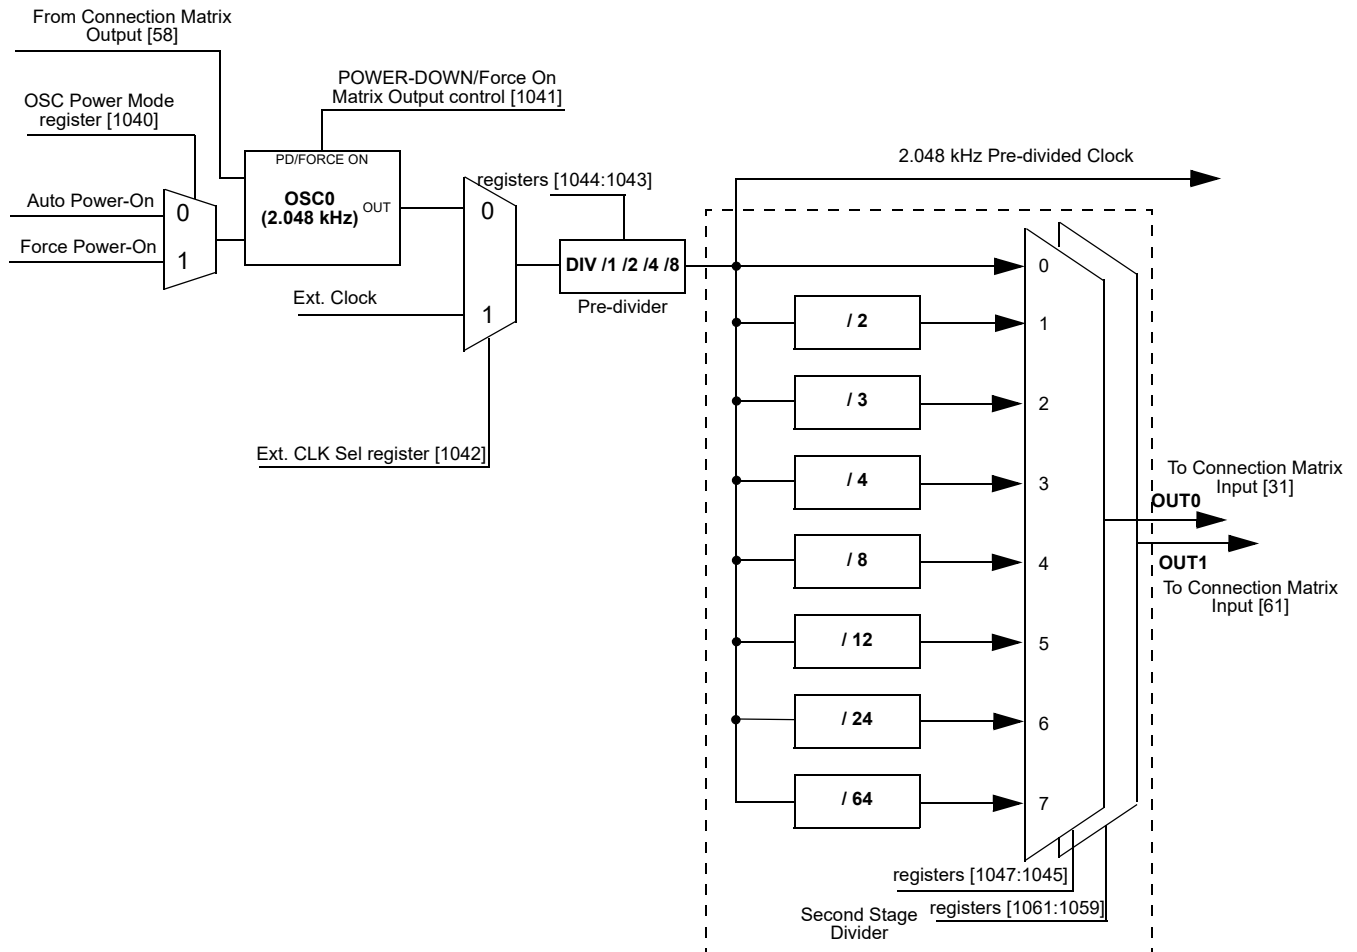 From Connection Matrix
Output [58]
POWER-DOWN/Force On
Matrix Output control [1041]
OSC Power Mode
register [1040]
PD/FORCE ON
OSC0
(2.048 kHz)
OUT
Auto Power-On
0
Force Power-On
1
0
registers [1044:1043]
2.048 kHz Pre-divided Clock
DIV /1 /2 /4 /8
Pre-divider
Ext. Clock
1
Ext. CLK Sel register [1042]
0
/ 2
1
/ 3
2
/ 4
3
/ 8
4
/ 12
5
/ 24
6
/ 64
7
To Connection Matrix
Input [31]
OUT0
OUT1
To Connection Matrix
Input [61]
registers [1047:1045]
registers [1061:1059]
Second Stage
Divider